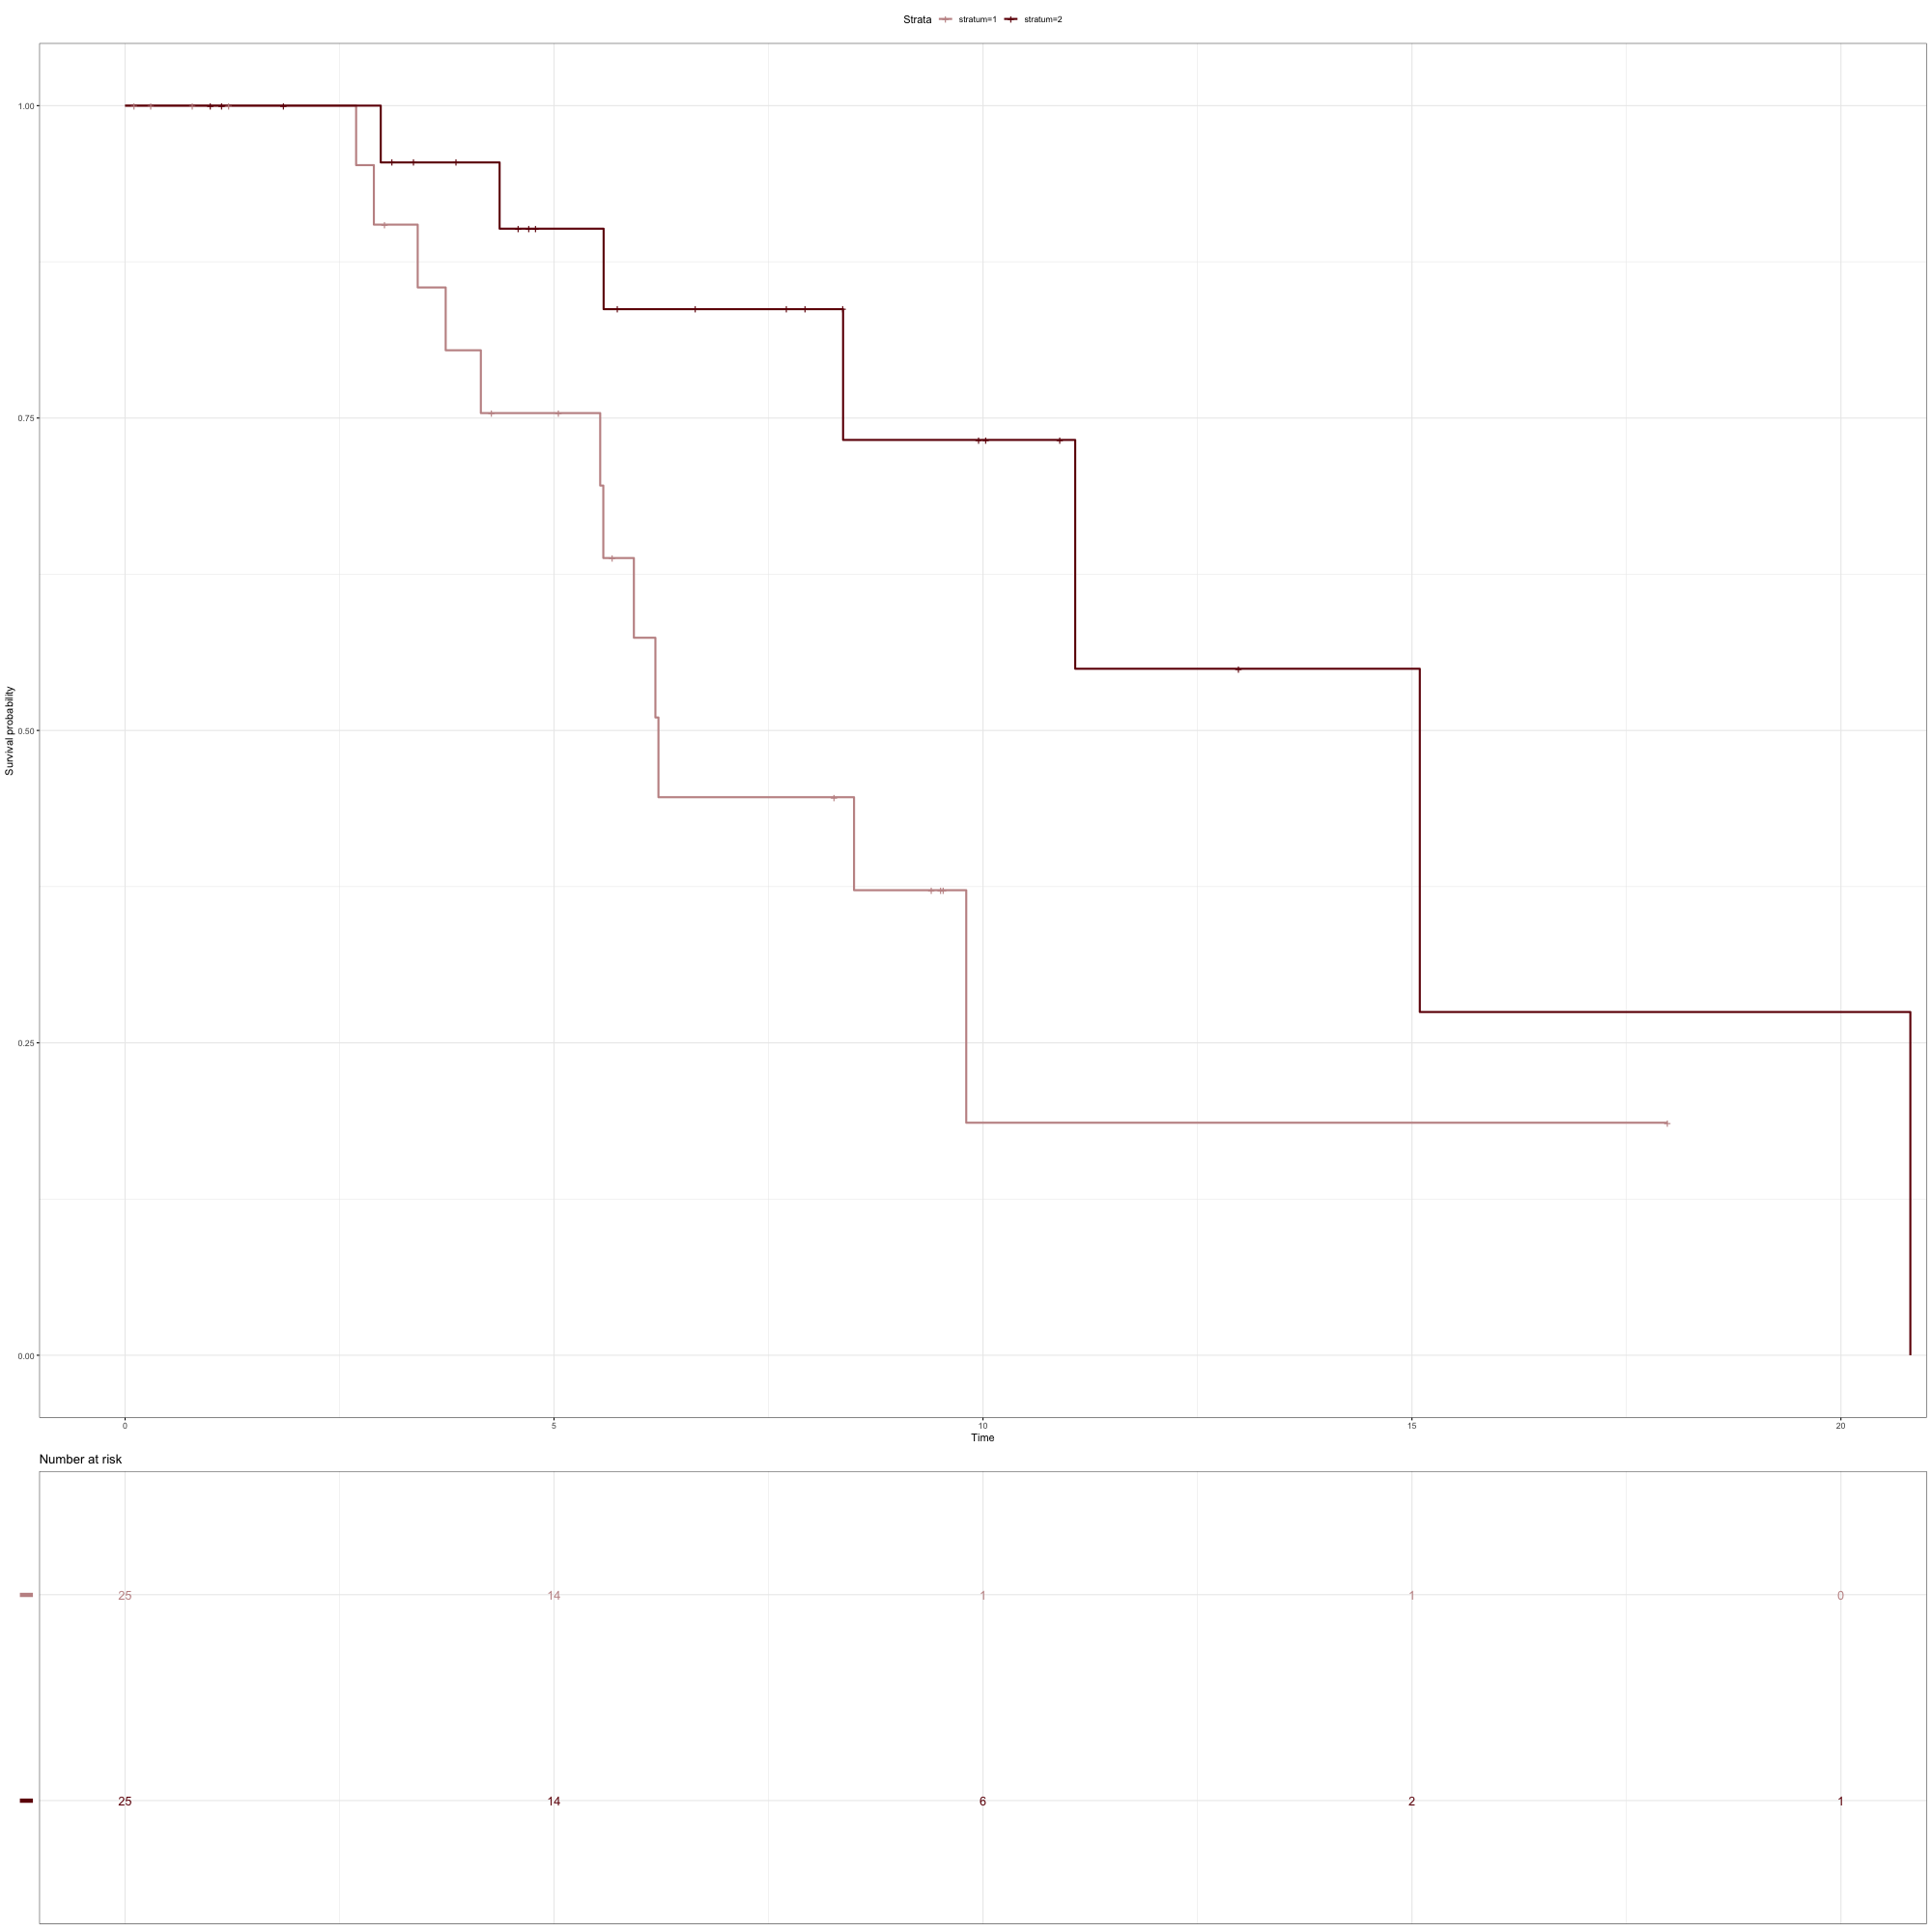 Strata stratum=1 stratum=2
1.00
0.75
0.50
0.25
0.00
Survival probability
0 5 10 15 20
Time
Number at risk
25 14 1 1 0
25 14 6 2 1